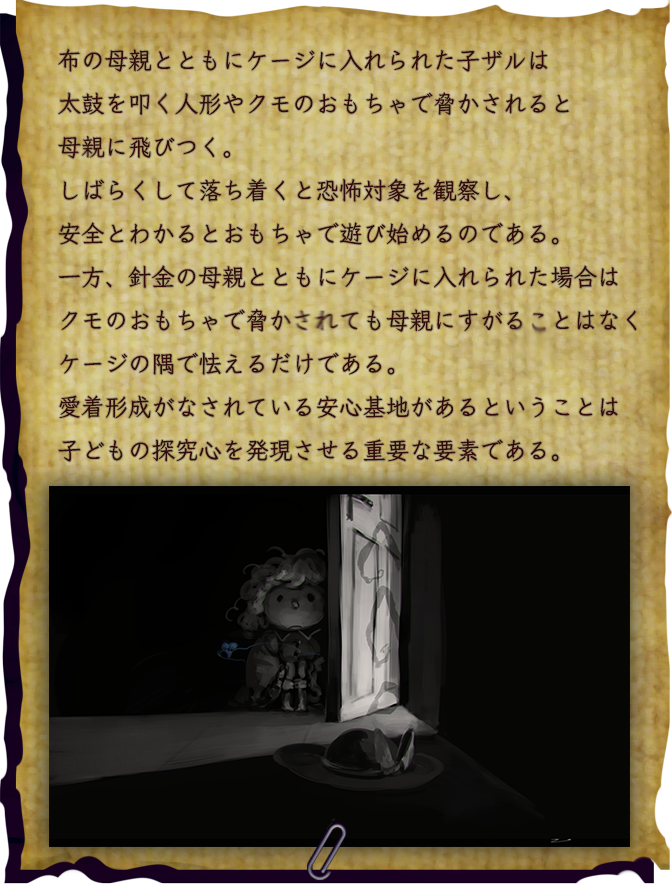 布の母親とともにケージに入れられた子ザルは
太鼓を叩く人形やクモのおもちゃで脅かされると
母親に飛びつく。
しばらくして落ち着くと恐怖対象を観察し、
安全とわかるとおもちゃで遊び始めるのである。
一方、針金の母親とともにケージに入れられた場合は
クモのおもちゃで脅かされても母親にすがることはなく
ケージの隅で怯えるだけである。
愛着形成がなされている安心基地があるということは
子どもの探究心を発現させる重要な要素である。